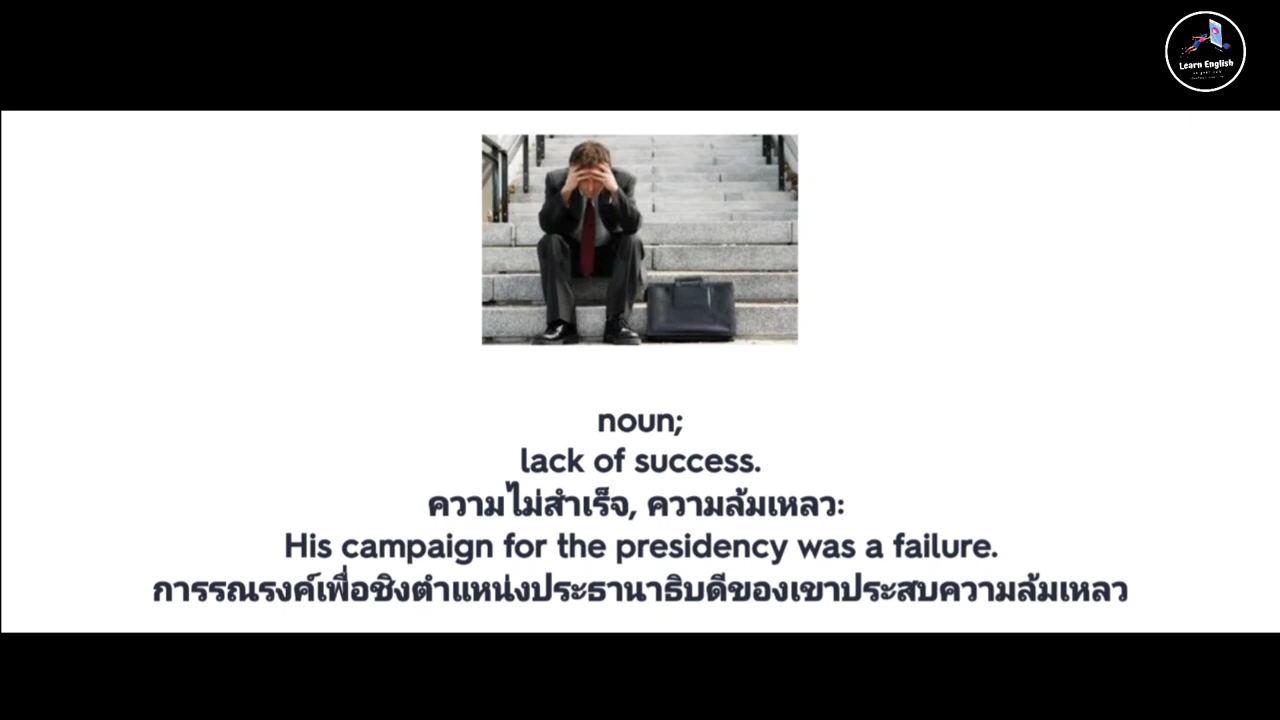 Learn English
noun;
lack of success.
ความไม่สำเร็จ, ความล้มเหลว:
His campaign for the presidency was a failure.
การรณรงค์เพื่อชิงตำแหน่งประธานาธิบดีของเขาประสบความล้มเหลว